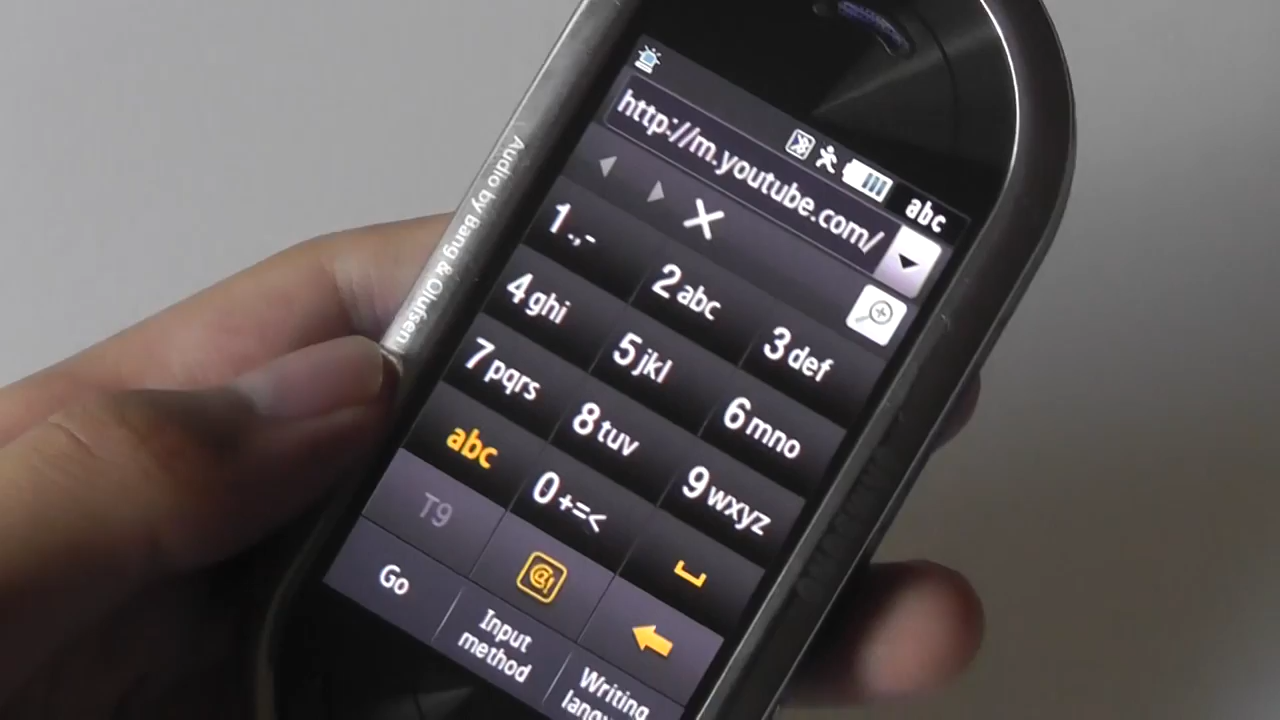 Audio by Bang & Olufsen
abc
http://m.youtube.com/
1.,-
2abc
3def
4ghi
5jkl
6mno
7pqrs
8tuv
9wxyz
abc
0+=<
T9
@!
Go
Input
method
Writing